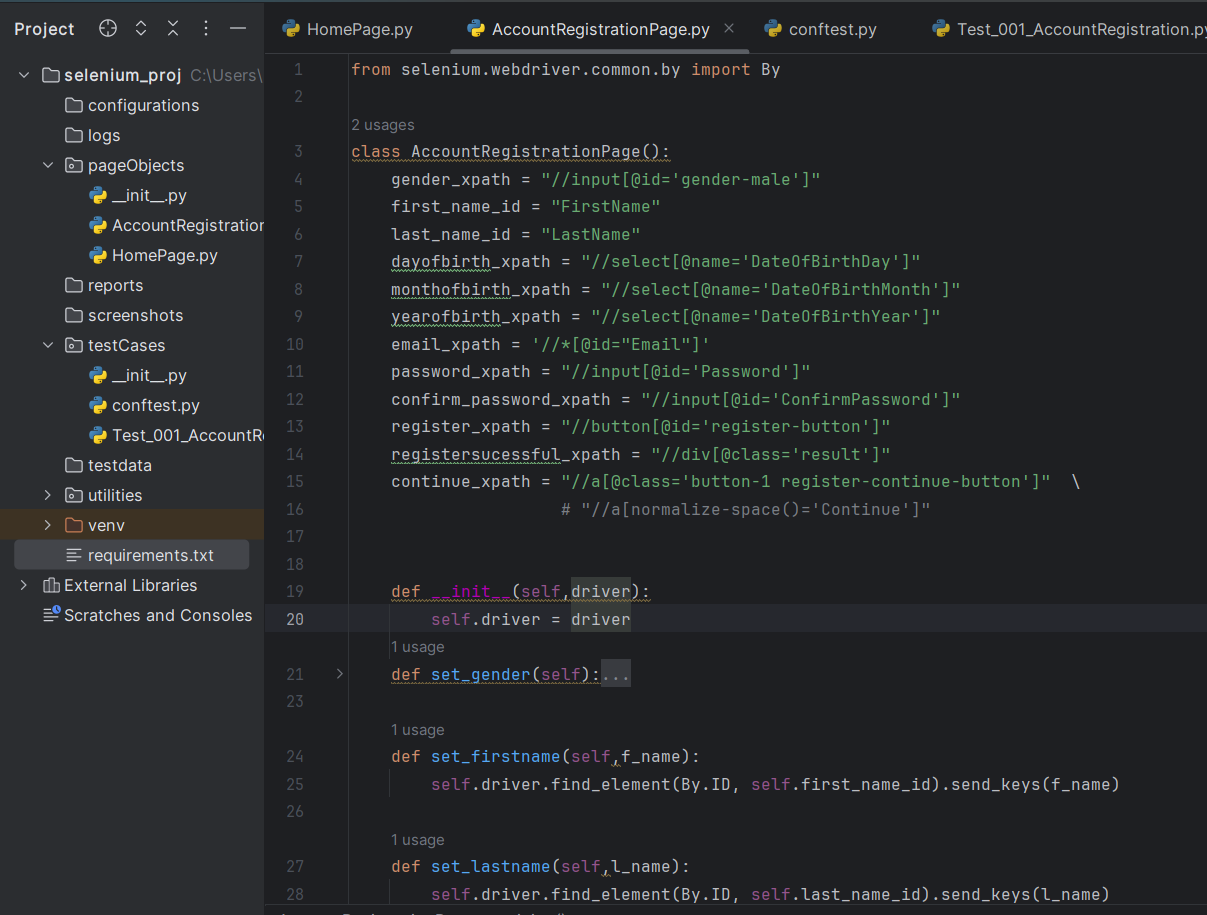 Project
HomePage.py
AccountRegistrationPage.py
conftest.py
Test_001_AccountRegistration.py
selenium_proj C:\Users\
configurations
logs
pageObjects
__init__.py
AccountRegistration
HomePage.py
reports
screenshots
testCases
__init__.py
conftest.py
Test_001_AccountRe
testdata
utilities
venv
requirements.txt
External Libraries
Scratches and Consoles
1 from selenium.webdriver.common.by import By
2
2 usages
3 class AccountRegistrationPage():
4 gender_xpath = "//input[@id='gender-male']"
5 first_name_id = "FirstName"
6 last_name_id = "LastName"
7 dayofbirth_xpath = "//select[@name='DateOfBirthDay']"
8 monthofbirth_xpath = "//select[@name='DateOfBirthMonth']"
9 yearofbirth_xpath = "//select[@name='DateOfBirthYear']"
10 email_xpath = '//*[@id="Email"]'
11 password_xpath = "//input[@id='Password']"
12 confirm_password_xpath = "//input[@id='ConfirmPassword']"
13 register_xpath = "//button[@id='register-button']"
14 registersucessful_xpath = "//div[@class='result']"
15 continue_xpath = "//a[@class='button-1 register-continue-button']" \
16 # "//a[normalize-space()='Continue']"
17
18
19 def __init__(self,driver):
20 self.driver = driver
1 usage
21 def set_gender(self):...
23
1 usage
24 def set_firstname(self,f_name):
25 self.driver.find_element(By.ID, self.first_name_id).send_keys(f_name)
26
1 usage
27 def set_lastname(self,l_name):
28 self.driver.find_element(By.ID, self.last_name_id).send_keys(l_name)